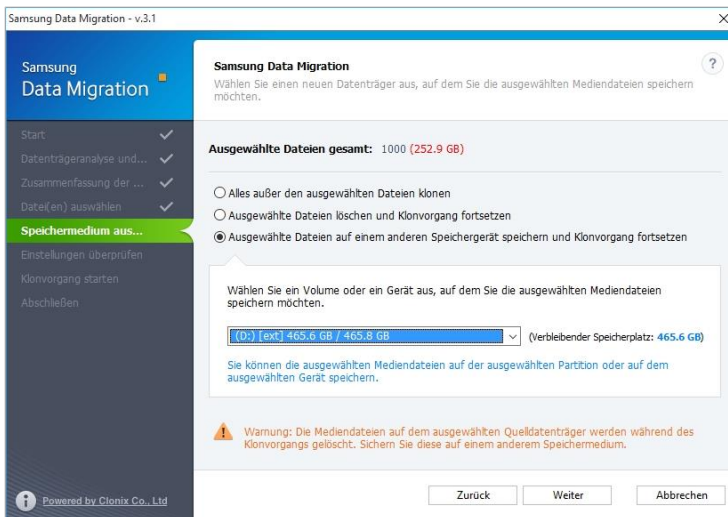 Samsung Data Migration - v.3.1
Samsung
Data Migration
Samsung Data Migration
Wählen Sie einen neuen Datenträger aus, auf dem Sie die ausgewählten Mediendateien speichern
möchten.
?
Start
Datenträgeranalyse und...
Zusammenfassung der ...
Datei(en) auswählen
Speichermedium aus...
Einstellungen überprüfen
Klonvorgang starten
Abschließen
Ausgewählte Dateien gesamt: 1000 (252.9 GB)
Alles außer den ausgewählten Dateien klonen
Ausgewählte Dateien löschen und Klonvorgang fortsetzen
Ausgewählte Dateien auf einem anderen Speichergerät speichern und Klonvorgang fortsetzen
Wählen Sie ein Volume oder ein Gerät aus, auf dem Sie die ausgewählten Mediendateien
speichern möchten.
(D:) [ext] 465.6 GB / 465.8 GB (Verbleibender Speicherplatz: 465.6 GB)
Sie können die ausgewählten Mediendateien auf der ausgewählten Partition oder auf dem
ausgewählten Gerät speichern.
Warnung: Die Mediendateien auf dem ausgewählten Quelldatenträger werden während des
Klonvorgangs gelöscht. Sichern Sie diese auf einem anderem Speichermedium.
Powered by Clonix Co., Ltd
Zurück Weiter Abbrechen